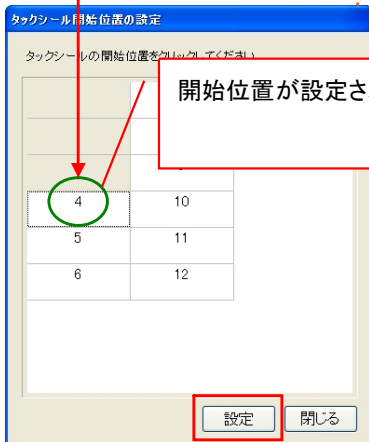 タックシール開始位置の設定
タックシールの開始位置をクリックしてください
開始位置が設定さ
4 10
5 11
6 12
設定 閉じる